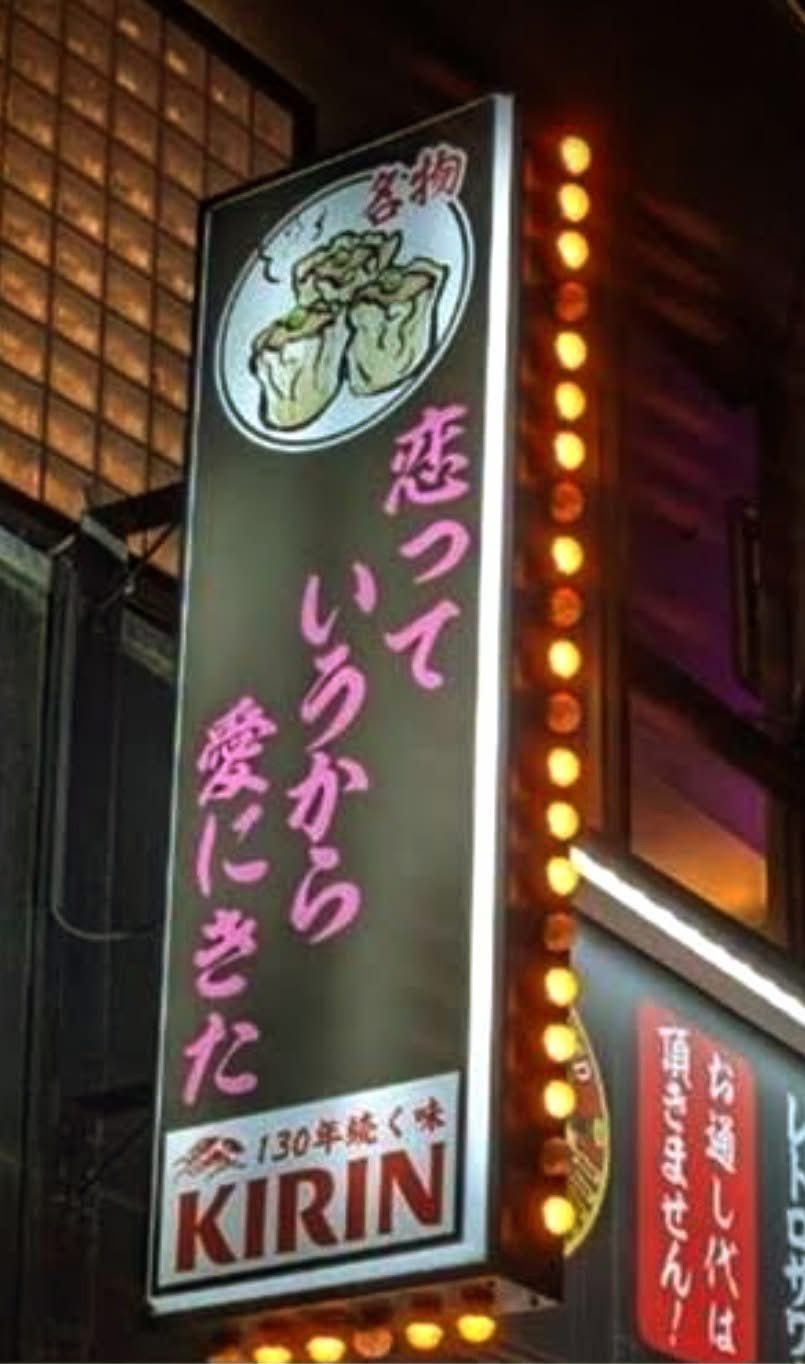 名物
恋って
いうから
愛にきた
130年続く味
KIRIN
お通し代は
頂きません!